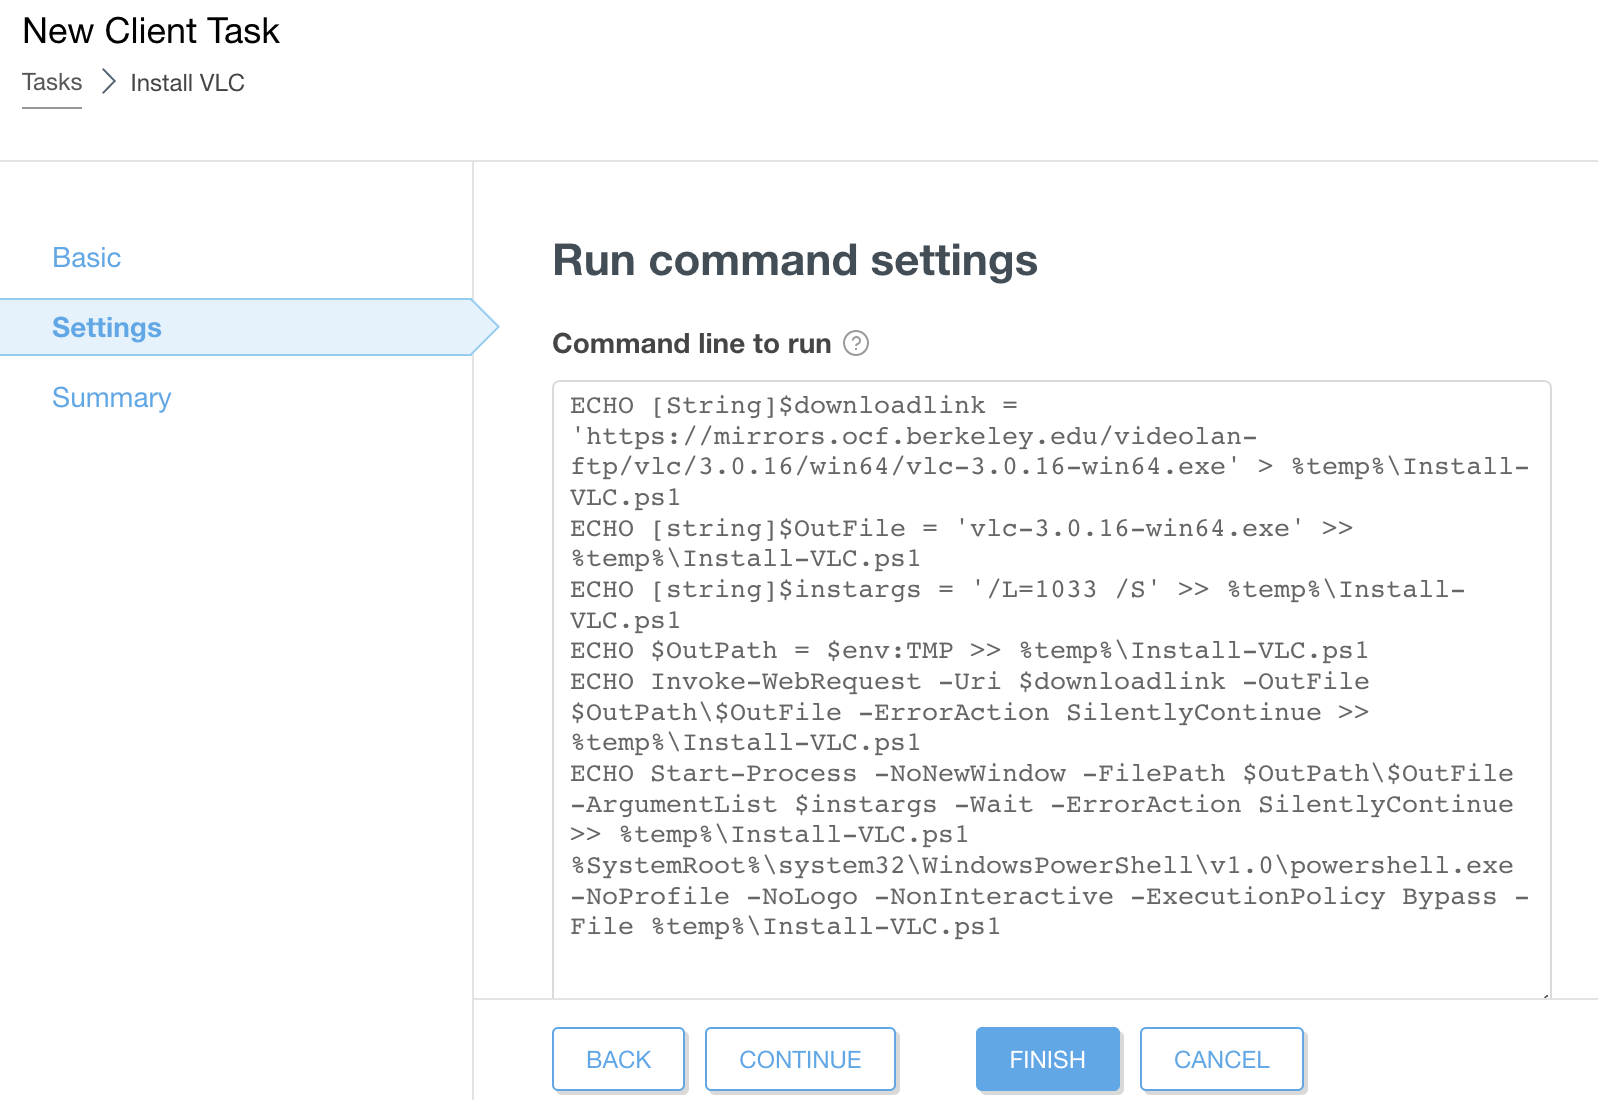 New Client Task
Tasks > Install VLC
Basic
Settings
Summary
Run command settings
Command line to run ?
ECHO [String]$downloadlink =
'https://mirrors.ocf.berkeley.edu/videolan-
ftp/vlc/3.0.16/win64/vlc-3.0.16-win64.exe' > %temp%\Install-
VLC.ps1
ECHO [string]$OutFile = 'vlc-3.0.16-win64.exe' >>
%temp%\Install-VLC.ps1
ECHO [string]$instargs = '/L=1033 /S' >> %temp%\Install-
VLC.ps1
ECHO $OutPath = $env:TMP >> %temp%\Install-VLC.ps1
ECHO Invoke-WebRequest -Uri $downloadlink -OutFile
$OutPath\$OutFile -ErrorAction SilentlyContinue >>
%temp%\Install-VLC.ps1
ECHO Start-Process -NoNewWindow -FilePath $OutPath\$OutFile
-ArgumentList $instargs -Wait -ErrorAction SilentlyContinue
>> %temp%\Install-VLC.ps1
%SystemRoot%\system32\WindowsPowerShell\v1.0\powershell.exe
-NoProfile -NoLogo -NonInteractive -ExecutionPolicy Bypass -
File %temp%\Install-VLC.ps1
BACK CONTINUE FINISH CANCEL